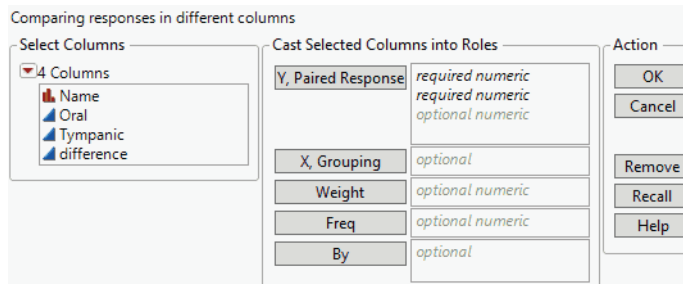 Comparing responses in different columns
Select Columns
4 Columns
Name
Oral
Tympanic
difference
Cast Selected Columns into Roles
Y, Paired Response
required numeric
required numeric
optional numeric
X, Grouping
optional
Weight
optional numeric
Freq
optional numeric
By
optional
Action
OK
Cancel
Remove
Recall
Help